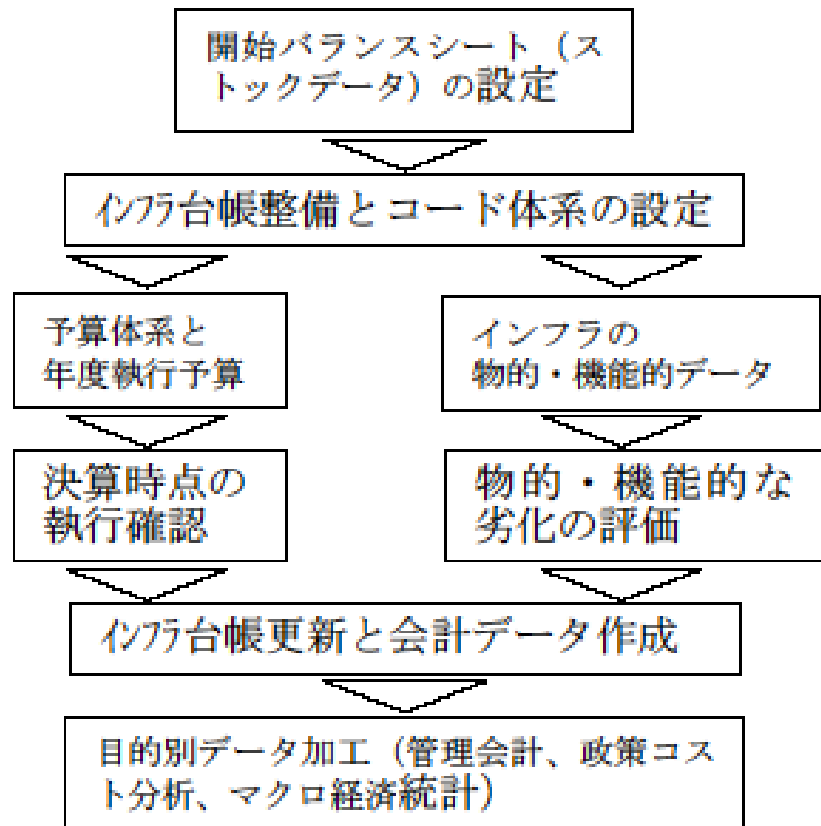 開始バランスシート（ス
トックデータ）の設定
インフラ台帳整備とコード体系の設定
予算体系と
年度執行予算
インフラの
物的・機能的データ
決算時点の
執行確認
物的・機能的な
劣化の評価
インフラ台帳更新と会計データ作成
目的別データ加工（管理会計、政策コス
ト分析、マクロ経済統計）